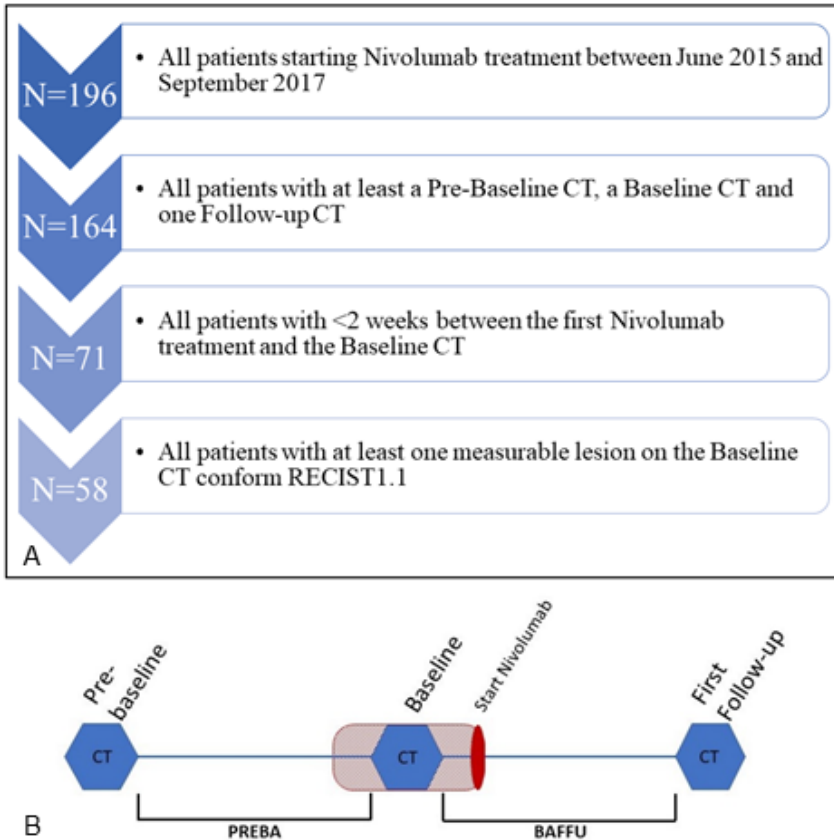 N=196
• All patients starting Nivolumab treatment between June 2015 and
September 2017
N=164
• All patients with at least a Pre-Baseline CT, a Baseline CT and
one Follow-up CT
N=71
• All patients with <2 weeks between the first Nivolumab
treatment and the Baseline CT
N=58
• All patients with at least one measurable lesion on the Baseline
CT conform RECIST1.1
A
Pre-
baseline
Baseline
Start Nivolumab
First
Follow-up
CT
CT
CT
PREBA
BAFFU
B